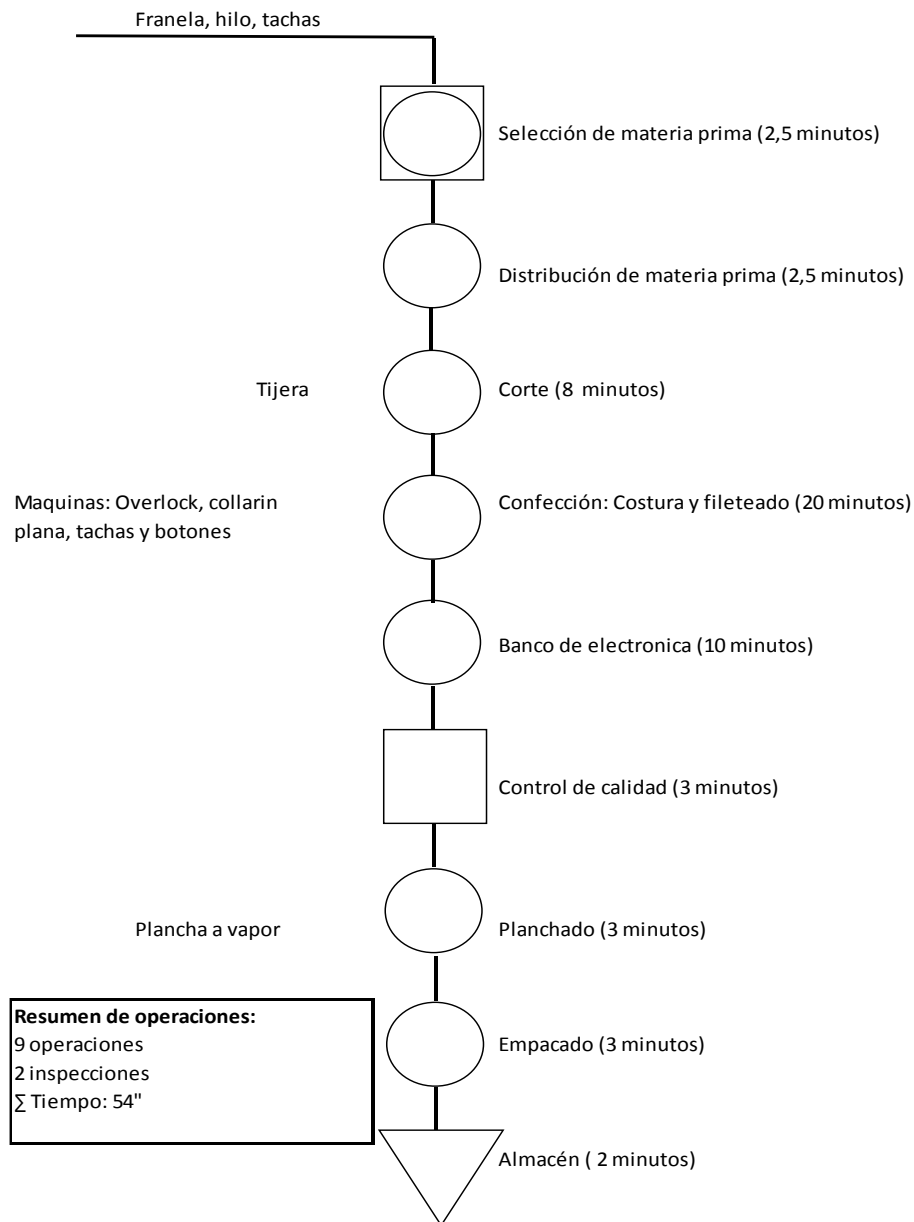 Franela, hilo, tachas
Selección de materia prima (2,5 minutos)
Distribución de materia prima (2,5 minutos)
Tijera
Corte (8 minutos)
Maquinas: Overlock, collarin
plana, tachas y botones
Confección: Costura y fileteado (20 minutos)
Banco de electronica (10 minutos)
Control de calidad (3 minutos)
Plancha a vapor
Planchado (3 minutos)
Resumen de operaciones:
9 operaciones
2 inspecciones
∑ Tiempo: 54"
Empacado (3 minutos)
Almacén ( 2 minutos)